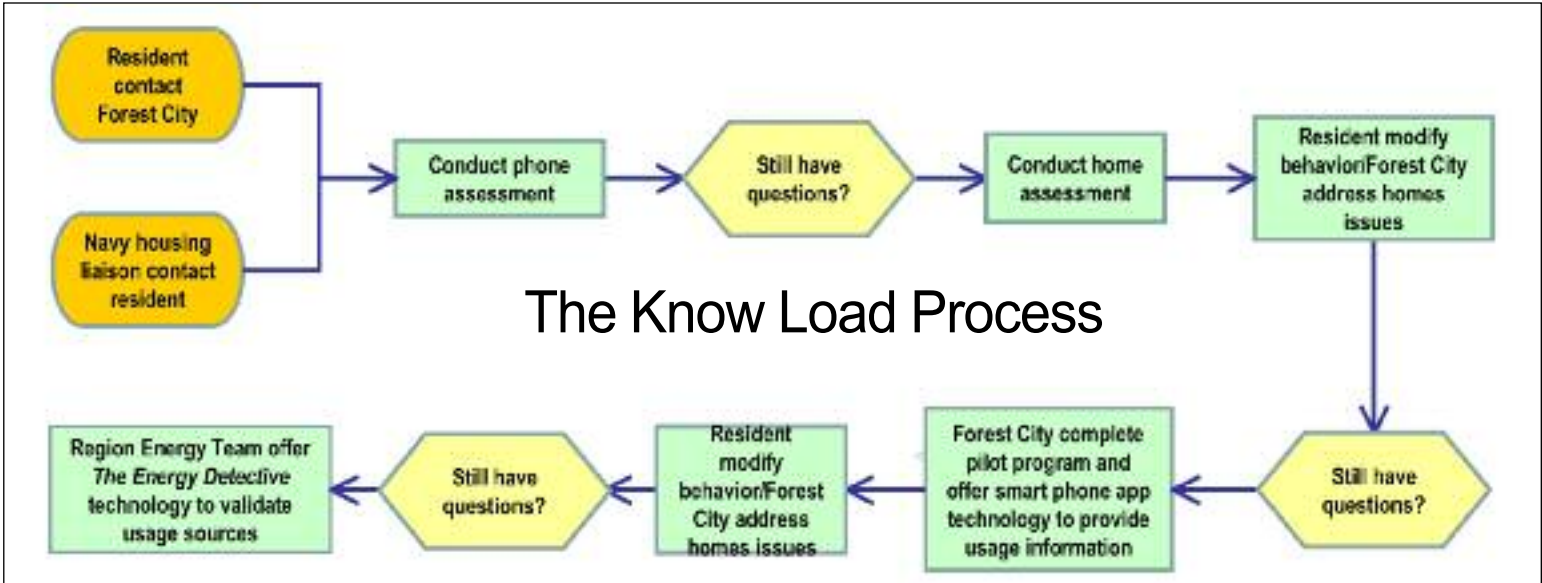 Resident
contact
Forest City
Navy housing
liaison contact
resident
Conduct phone
assessment
Still have
questions?
Conduct home
assessment
Resident modify
behavior/Forest City
address homes
issues
The Know Load Process
Still have
questions?
Forest City complete
pilot program and
offer smart phone app
technology to provide
usage information
Resident
modify
behavior/Forest
City address
homes issues
Still have
questions?
Region Energy Team offer
The Energy Detective
technology to validate
usage sources